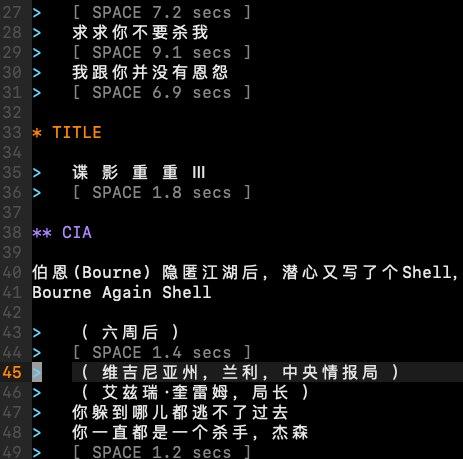 27 > [ SPACE 7.2 secs ]
28 > 求求你不要杀我
29 > [ SPACE 9.1 secs ]
30 > 我跟你并没有恩怨
31 > [ SPACE 6.9 secs ]
32
33 * TITLE
34
35 > 谍 影 重 重 Ⅲ
36 > [ SPACE 1.8 secs ]
37
38 ** CIA
39
40 伯恩(Bourne) 隐匿江湖后, 潜心又写了个Shell,
41 Bourne Again Shell
42
43 > ( 六周后 )
44 > [ SPACE 1.4 secs ]
45 > ( 维吉尼亚州, 兰利, 中央情报局 )
46 > ( 艾兹瑞·奎雷姆, 局长 )
47 > 你躲到哪儿都逃不了过去
48 > 你一直都是一个杀手, 杰森
49 > [ SPACE 1.2 secs ]